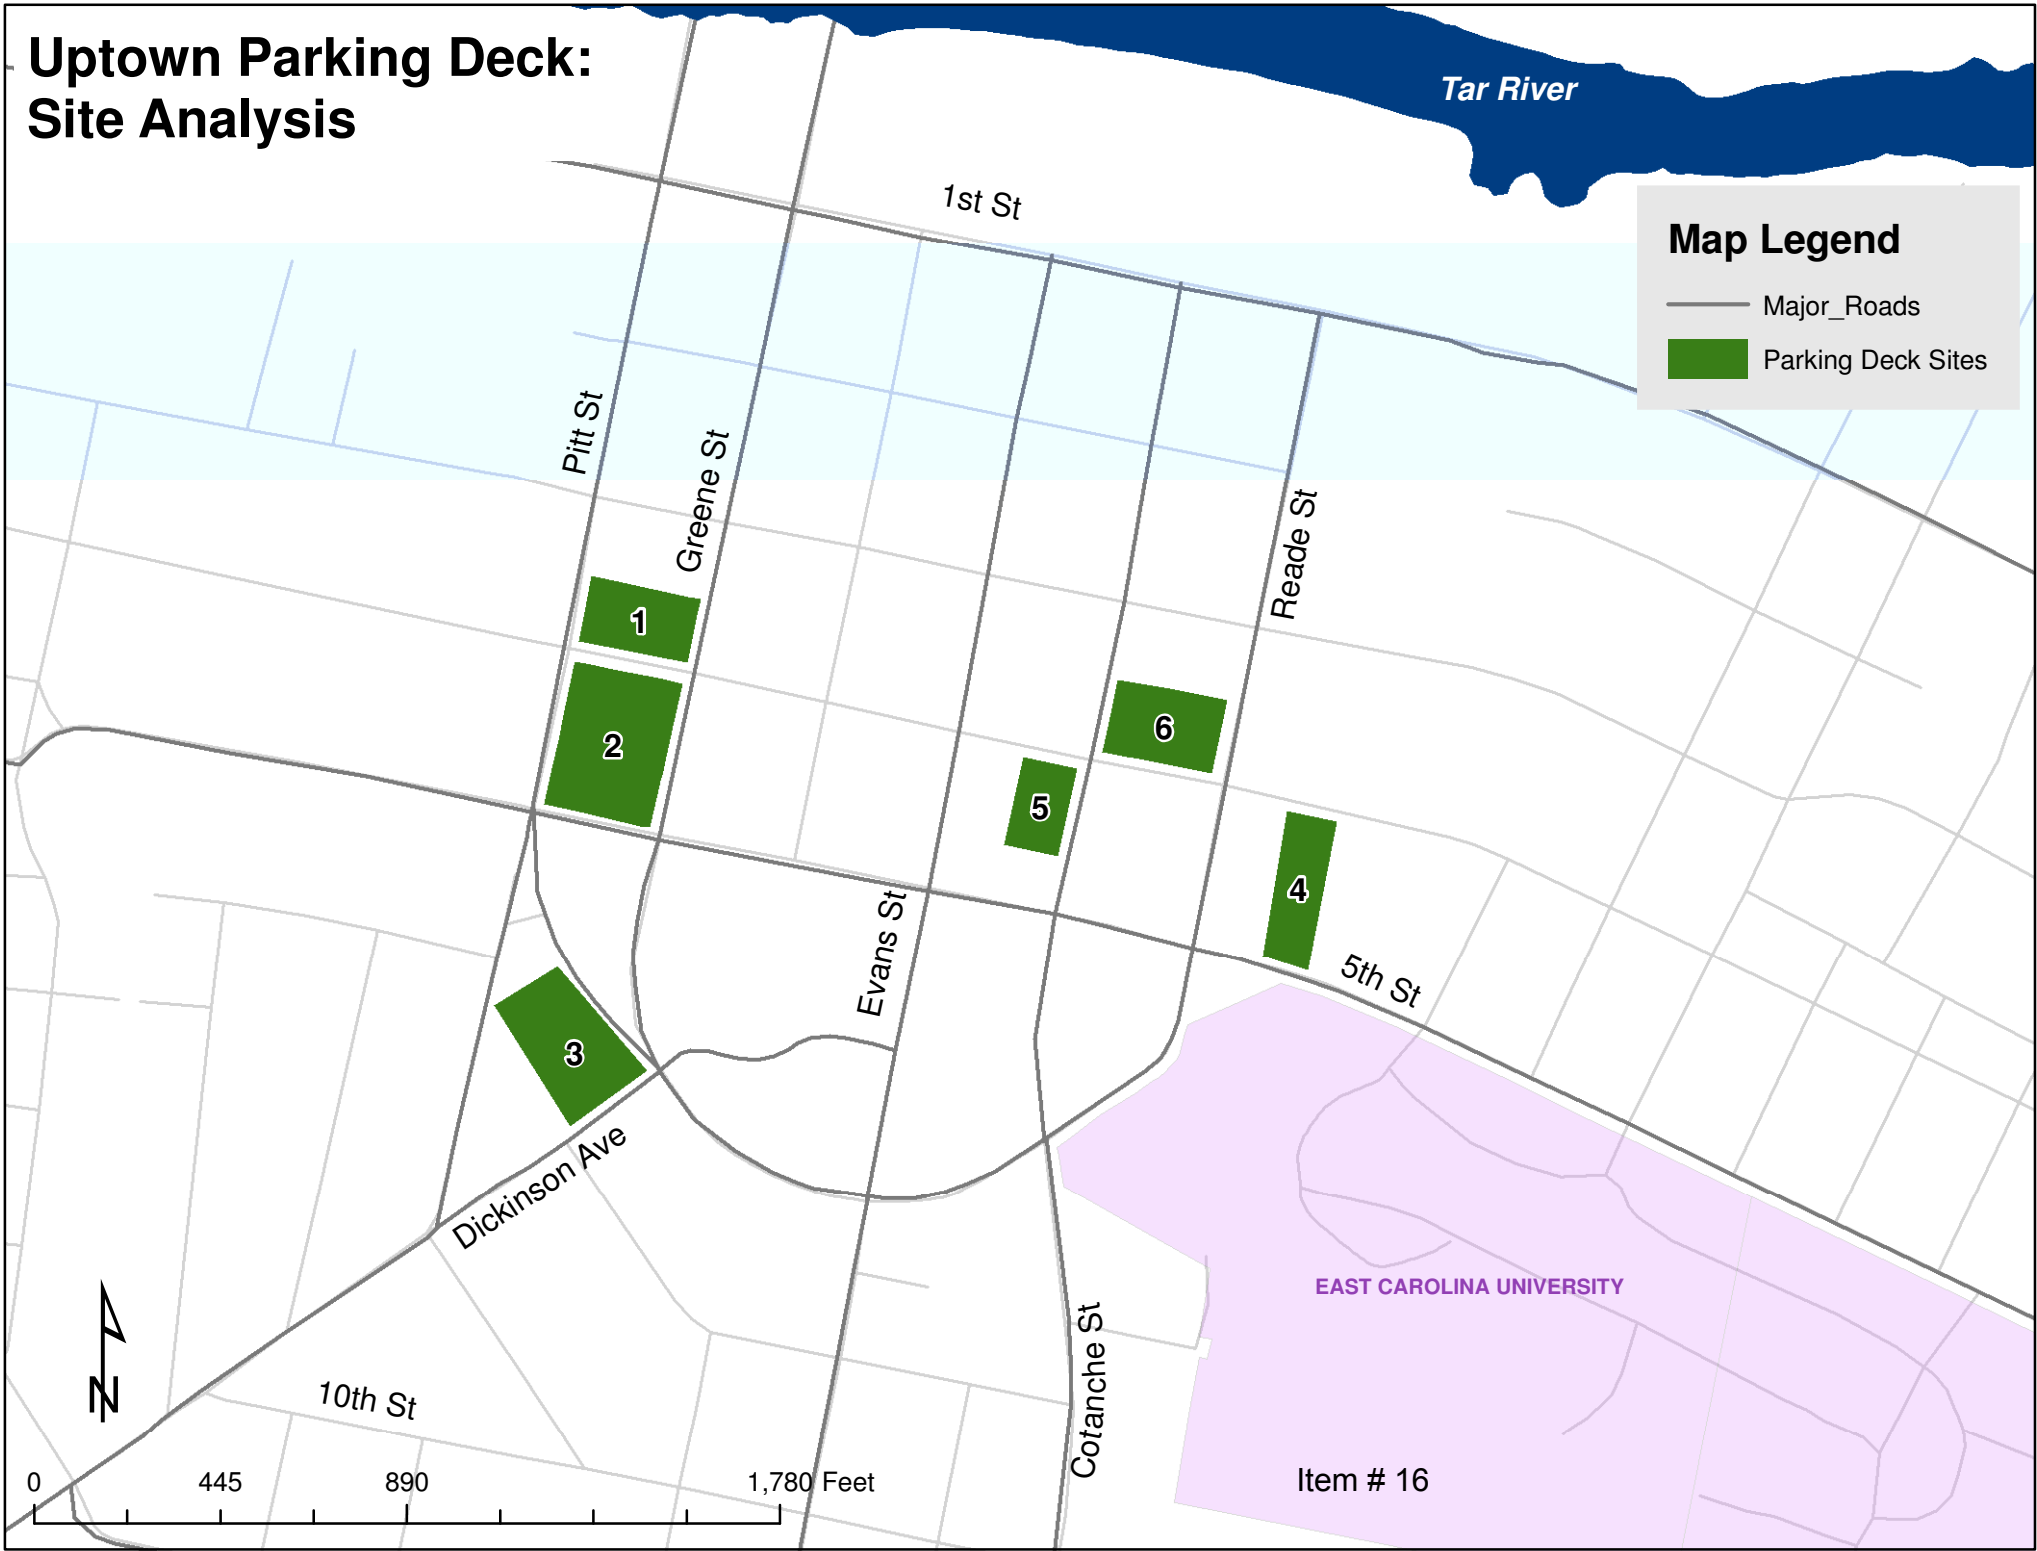 Uptown Parking Deck:
Site Analysis
Tar River
1st St
Map Legend
Major_Roads
Parking Deck Sites
Pitt St
Greene St
Reade St
1
2
6
5
4
3
Evans St
5th St
Dickinson Ave
EAST CAROLINA UNIVERSITY
Cotanche St
N
10th St
0 445 890 1,780 Feet
Item # 16